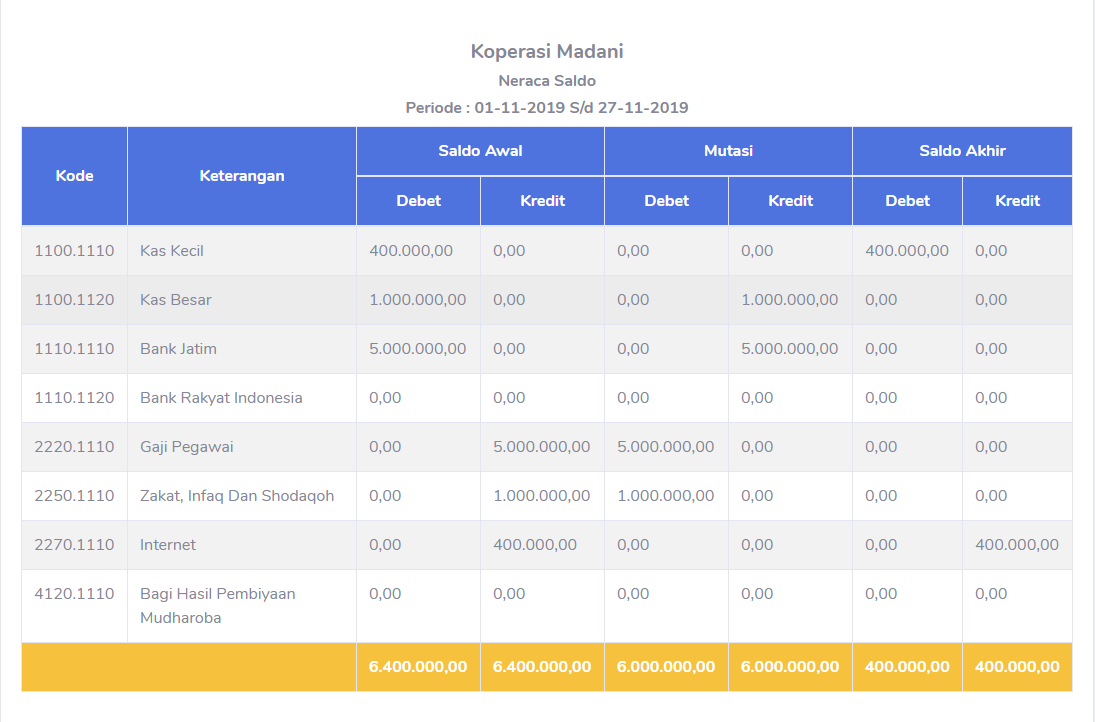 Koperasi Madani
Neraca Saldo
Periode : 01-11-2019 S/d 27-11-2019
Kode Keterangan Saldo Awal Mutasi Saldo Akhir
Debet Kredit Debet Kredit Debet Kredit
1100.1110 Kas Kecil 400.000,00 0,00 0,00 0,00 400.000,00 0,00
1100.1120 Kas Besar 1.000.000,00 0,00 0,00 1.000.000,00 0,00 0,00
1110.1110 Bank Jatim 5.000.000,00 0,00 0,00 5.000.000,00 0,00 0,00
1110.1120 Bank Rakyat Indonesia 0,00 0,00 0,00 0,00 0,00 0,00
2220.1110 Gaji Pegawai 0,00 5.000.000,00 5.000.000,00 0,00 0,00 0,00
2250.1110 Zakat, Infaq Dan Shodaqoh 0,00 1.000.000,00 1.000.000,00 0,00 0,00 0,00
2270.1110 Internet 0,00 400.000,00 0,00 0,00 0,00 400.000,00
4120.1110 Bagi Hasil Pembiyaan 0,00 0,00 0,00 0,00 0,00 0,00
Mudharoba
6.400.000,00 6.400.000,00 6.000.000,00 6.000.000,00 400.000,00 400.000,00